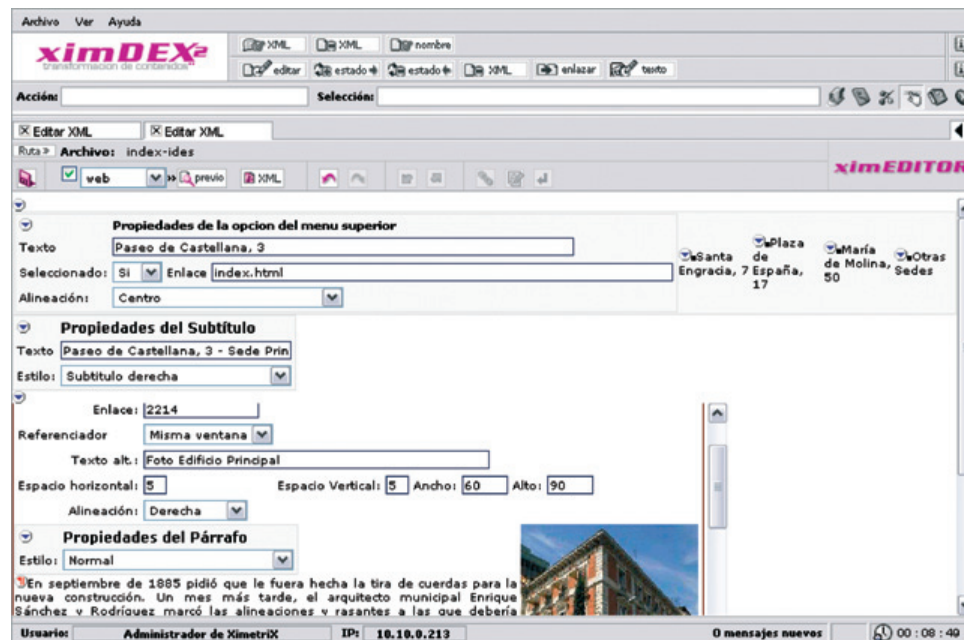 Archivo Ver Ayuda
ximDEX2
transformacion de contenidos
XML XML nombre
editar estado estado XML enlazar texto
Acción: Selección:
Editar XML Editar XML
Ruta» Archivo: index-ides
ximEDITOR
web » previo XML
Propiedades de la opcion del menu superior
Texto Paseo de Castellana, 3
Seleccionado: Si Enlace index.html
Alineación: Centro
Santa Engracia, 7
Plaza de España, 17
María de Molina, 50
Otras Sedes
Propiedades del Subtítulo
Texto Paseo de Castellana, 3 - Sede Prin
Estilo: Subtitulo derecha
Enlace: 2214
Referenciador Misma ventana
Texto alt.: Foto Edificio Principal
Espacio horizontal: 5 Espacio Vertical: 5 Ancho: 60 Alto: 90
Alineación: Derecha
Propiedades del Párrafo
Estilo: Normal
En septiembre de 1885 pidió que le fuera hecha la tira de cuerdas para la
nueva construcción. Un mes más tarde, el arquitecto municipal Enrique
Sánchez y Rodríguez marcó las alineaciones y rasantes a las que debería
Usuario: Administrador de XimetriX IP: 10.10.0.213 0 mensajes nuevos 00 : 08 : 49